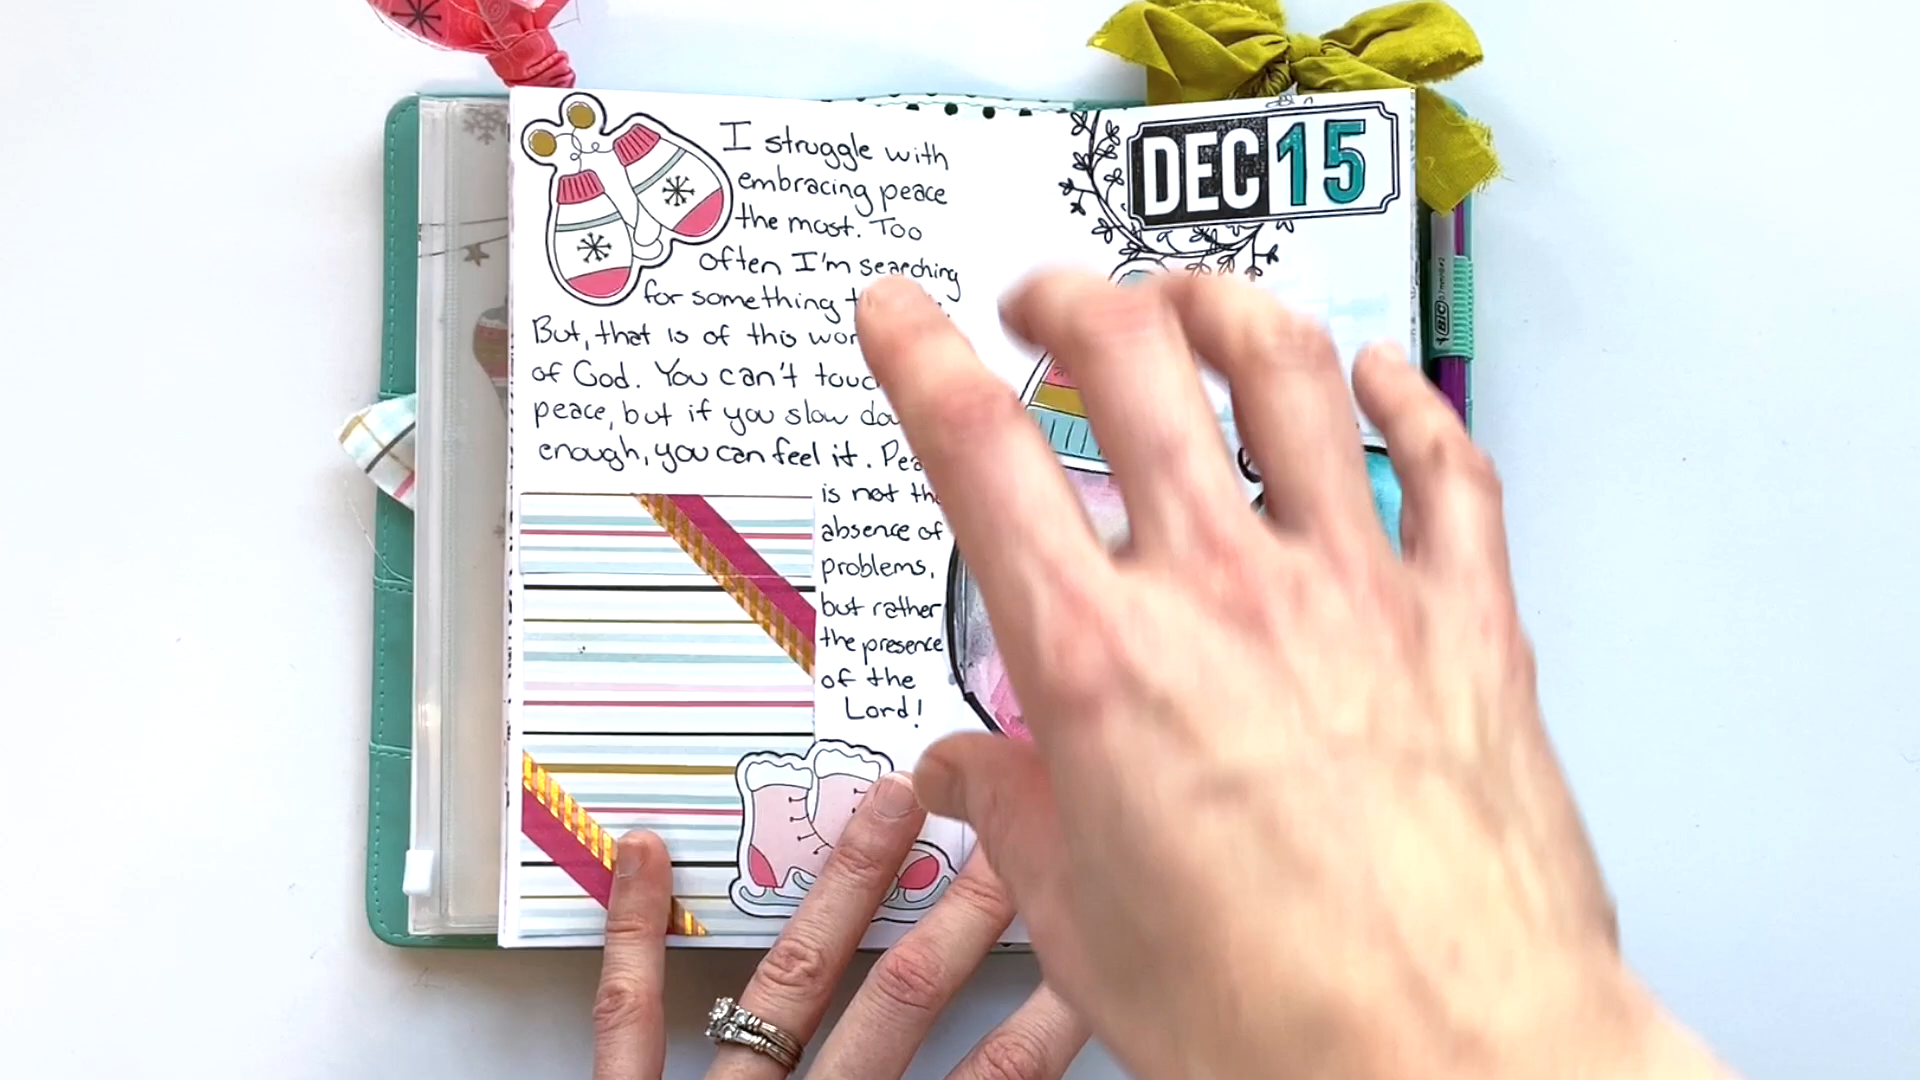 I struggle with
embracing peace
the most. Too
often I'm searching
for something
But, that is of this
of God. You can't
peace, but if you slow
enough, you can feel it.
is not
absence of
problems,
but rather
the presence
of the
Lord!
DEC 15
BIC